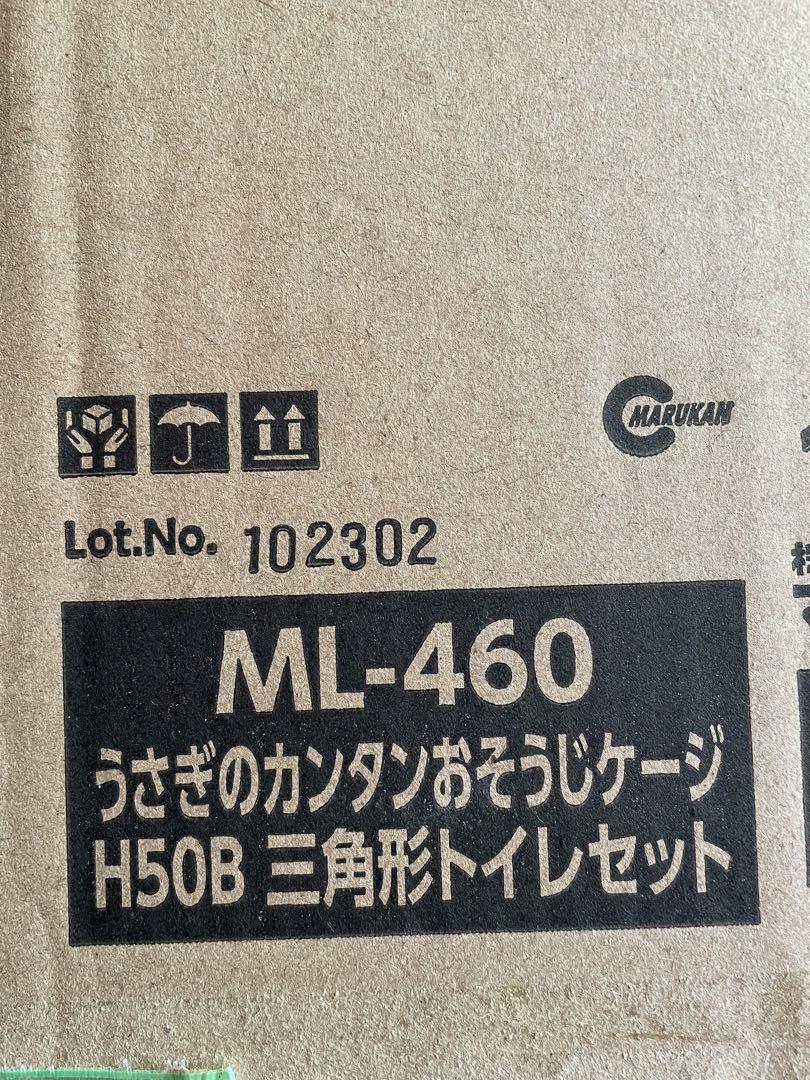 MARUKAN
Lot.No. 102302
ML-460
うさぎのカンタンおそうじケージ
H50B 三角形トイレセット